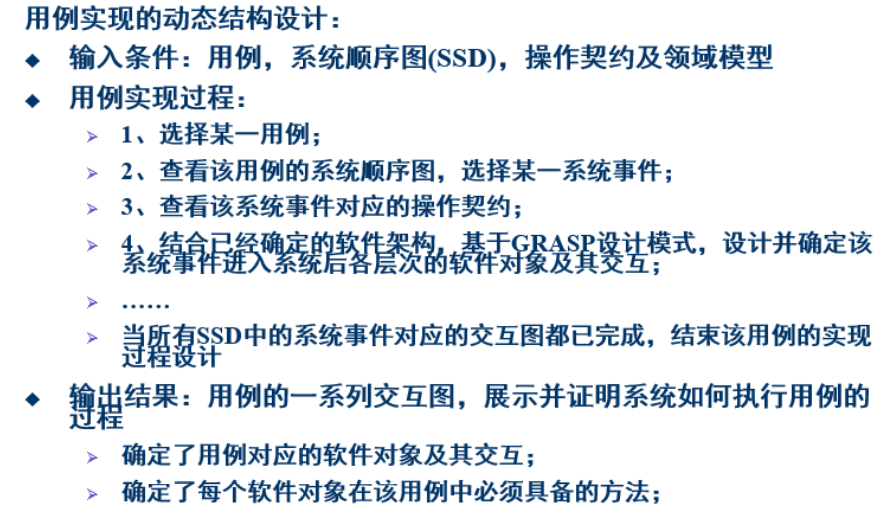 用例实现的动态结构设计：
◆ 输入条件：用例，系统顺序图(SSD)，操作契约及领域模型
◆ 用例实现过程：
➢ 1、选择某一用例；
➢ 2、查看该用例的系统顺序图，选择某一系统事件；
➢ 3、查看该系统事件对应的操作契约；
➢ 4、结合已经确定的软件架构，基于GRASP设计模式，设计并确定该
系统事件进入系统后各层次的软件对象及其交互；
➢ ……
➢ 当所有SSD中的系统事件对应的交互图都已完成，结束该用例的实现
过程设计
◆ 输出结果：用例的一系列交互图，展示并证明系统如何执行用例的
过程
➢ 确定了用例对应的软件对象及其交互；
➢ 确定了每个软件对象在该用例中必须具备的方法；